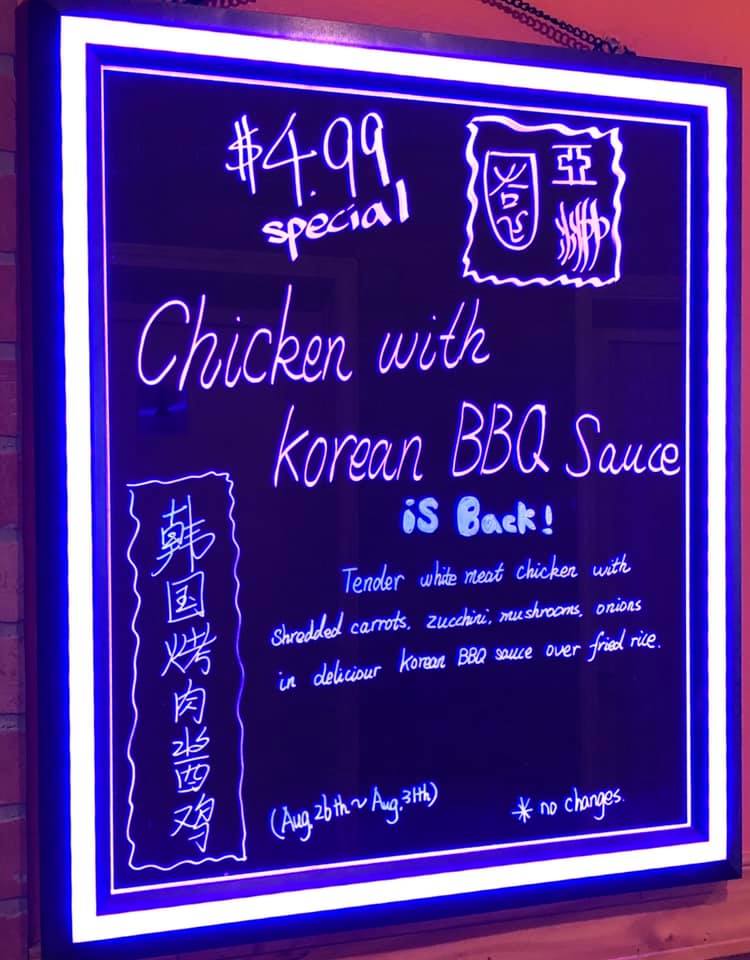 $4.99
special
亞
Chicken with
Korean BBQ Sauce
is Back!
韩国烤肉酱鸡
Tender white meat chicken with
Shredded carrots, zucchini, mushrooms, onions
in deliciour Korean BBQ sauce over fried rice.
(Aug.26th~Aug.31th)
* no changes.